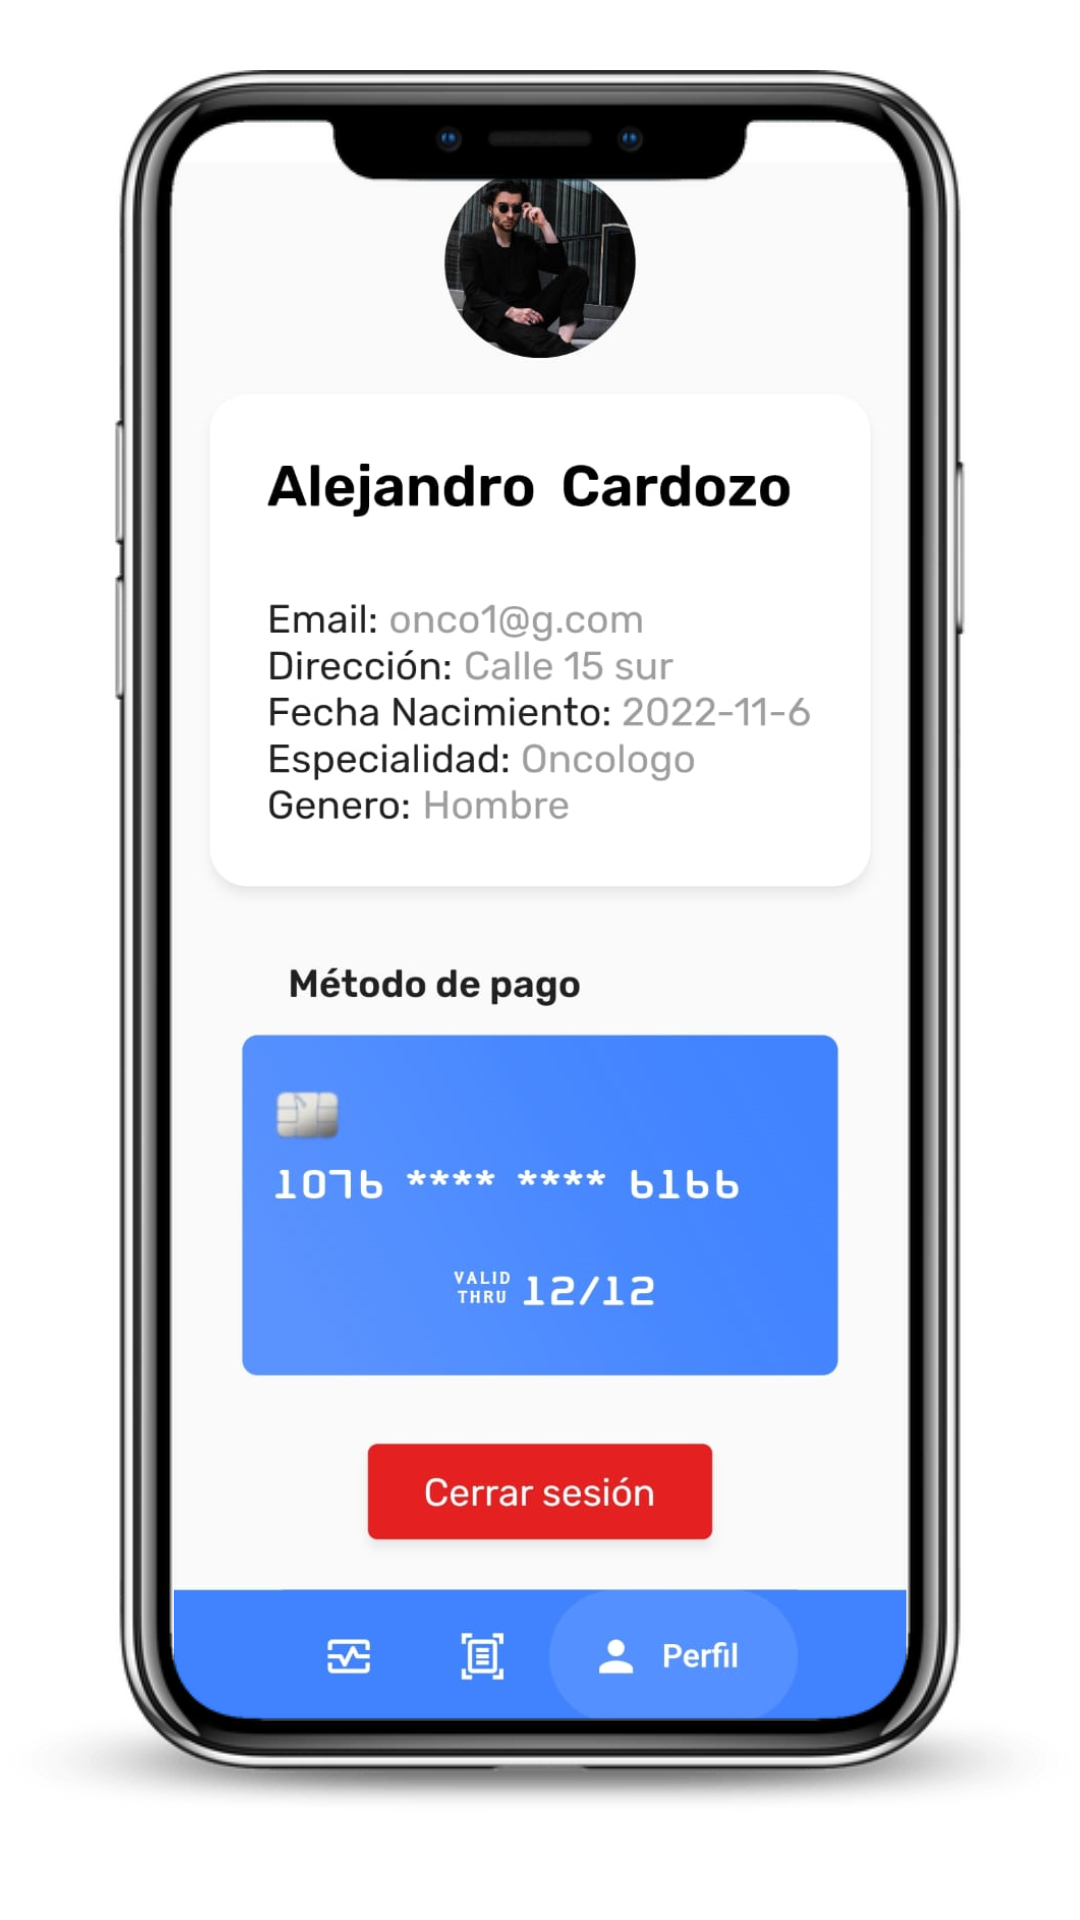 Alejandro Cardozo
Email: onco1@g.com
Dirección: Calle 15 sur
Fecha Nacimiento: 2022-11-6
Especialidad: Oncologo
Genero: Hombre
Método de pago
1076 **** **** 6166
VALID THRU 12/12
Cerrar sesión
Perfil